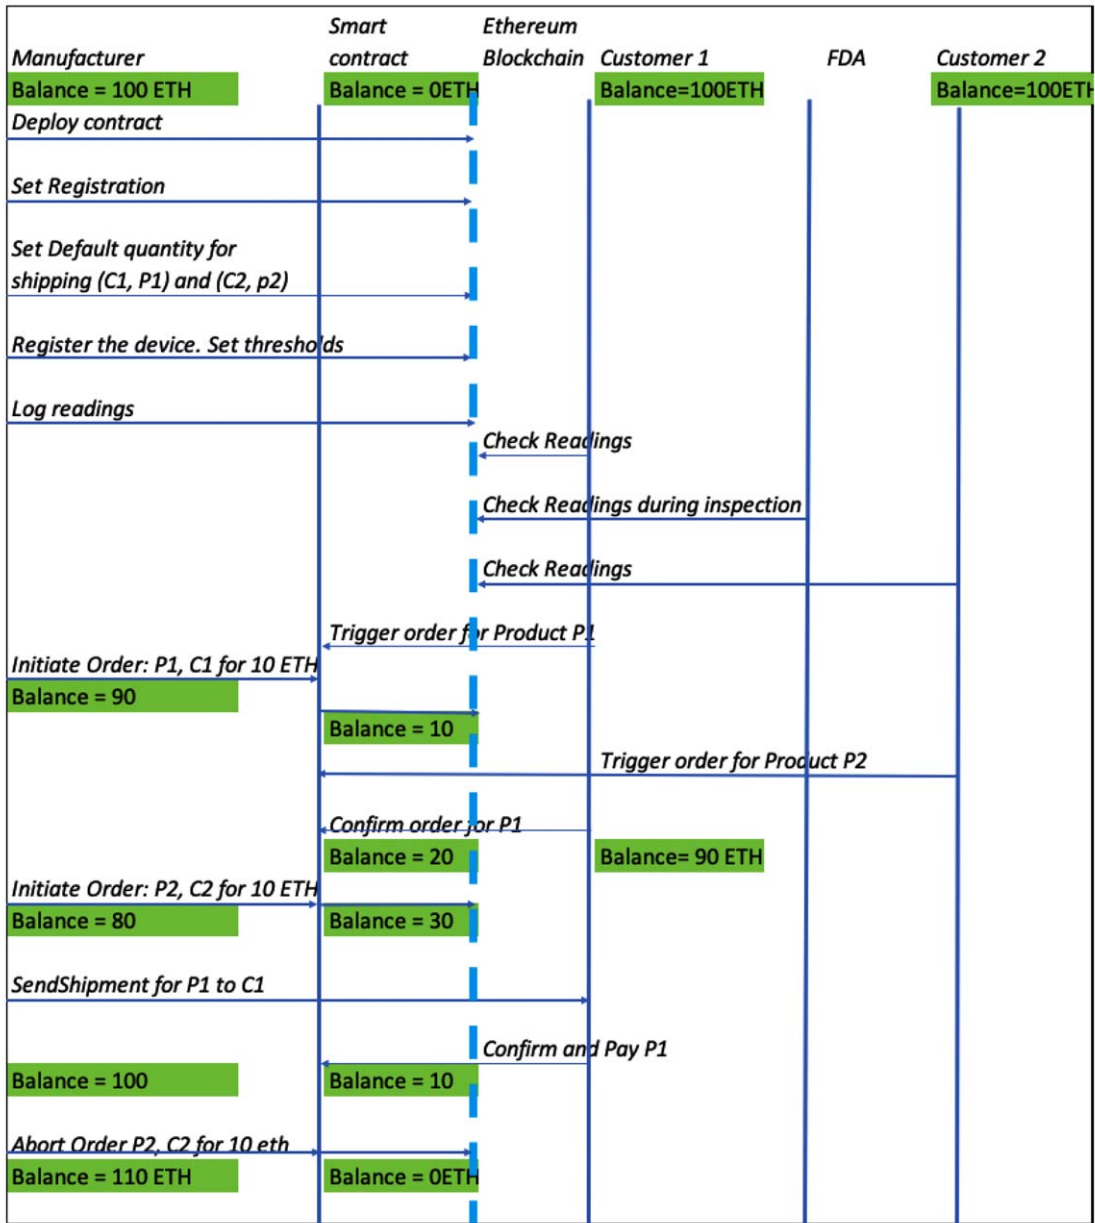 Smart
Ethereum
Manufacturer
contract
Blockchain
Customer 1
FDA
Customer 2
Balance = 100 ETH
Balance = 0ETH
Balance=100ETH
Balance=100ETH
Deploy contract
Set Registration
Set Default quantity for
shipping (C1, P1) and (C2, p2)
Register the device. Set thresholds
Log readings
Check Readings
Check Readings during inspection
Check Readings
Trigger order for Product P1
Initiate Order: P1, C1 for 10 ETH
Balance = 90
Balance = 10
Trigger order for Product P2
Confirm order for P1
Balance = 20
Balance= 90 ETH
Initiate Order: P2, C2 for 10 ETH
Balance = 80
Balance = 30
SendShipment for P1 to C1
Confirm and Pay P1
Balance = 100
Balance = 10
Abort Order P2, C2 for 10 eth
Balance = 110 ETH
Balance = 0ETH